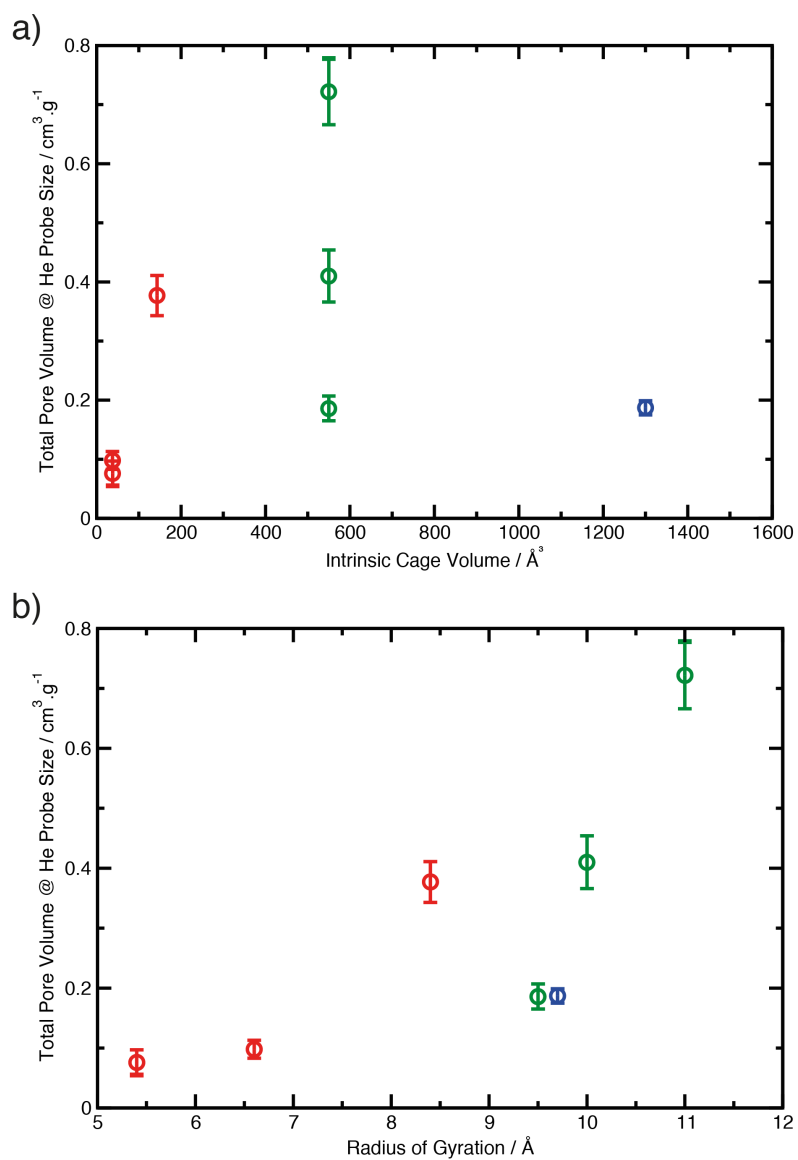 a)
0.8
0.6
0.4
0.2
0
Total Pore Volume @ He Probe Size / cm³.g⁻¹
0 200 400 600 800 1000 1200 1400 1600
Intrinsic Cage Volume / Å³
b)
0.8
0.6
0.4
0.2
0
Total Pore Volume @ He Probe Size / cm³.g⁻¹
5 6 7 8 9 10 11 12
Radius of Gyration / Å